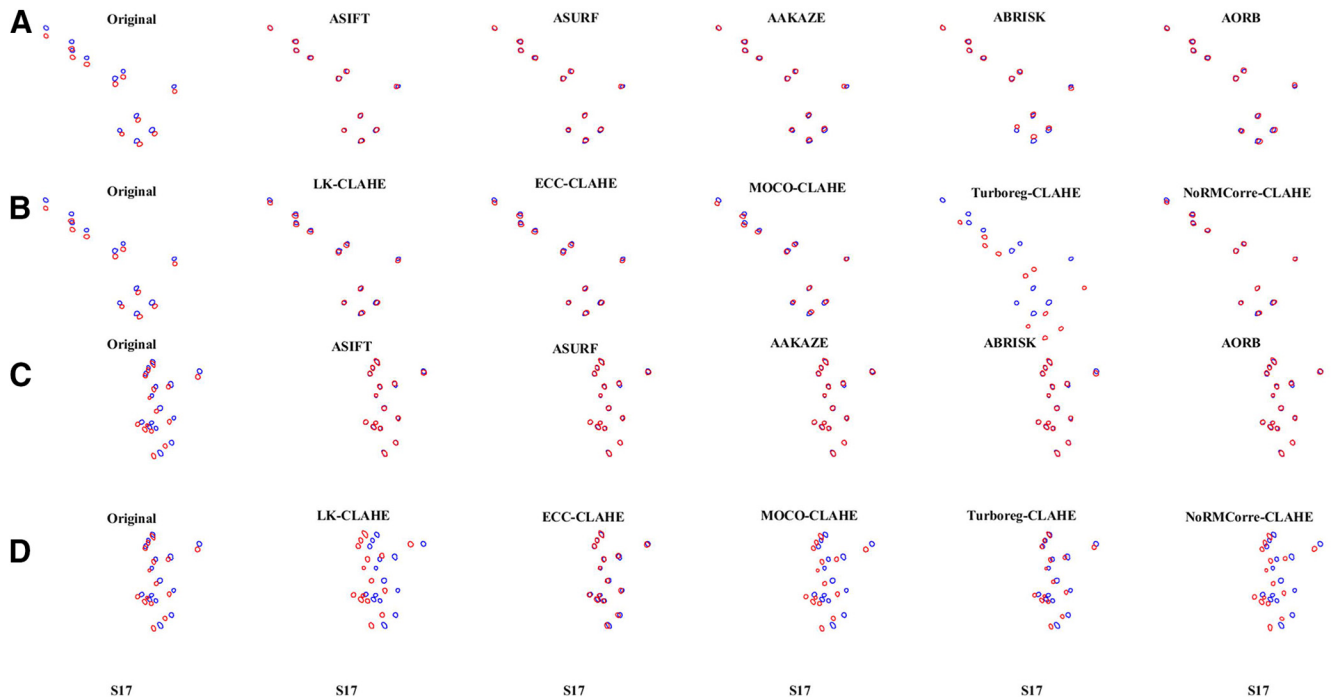 A
Original ASIFT ASURF AAKAZE ABRISK AORB
B
Original LK-CLAHE ECC-CLAHE MOCO-CLAHE Turboreg-CLAHE NoRMCorre-CLAHE
C
Original ASIFT ASURF AAKAZE ABRISK AORB
D
Original LK-CLAHE ECC-CLAHE MOCO-CLAHE Turboreg-CLAHE NoRMCorre-CLAHE
S17 S17 S17 S17 S17 S17